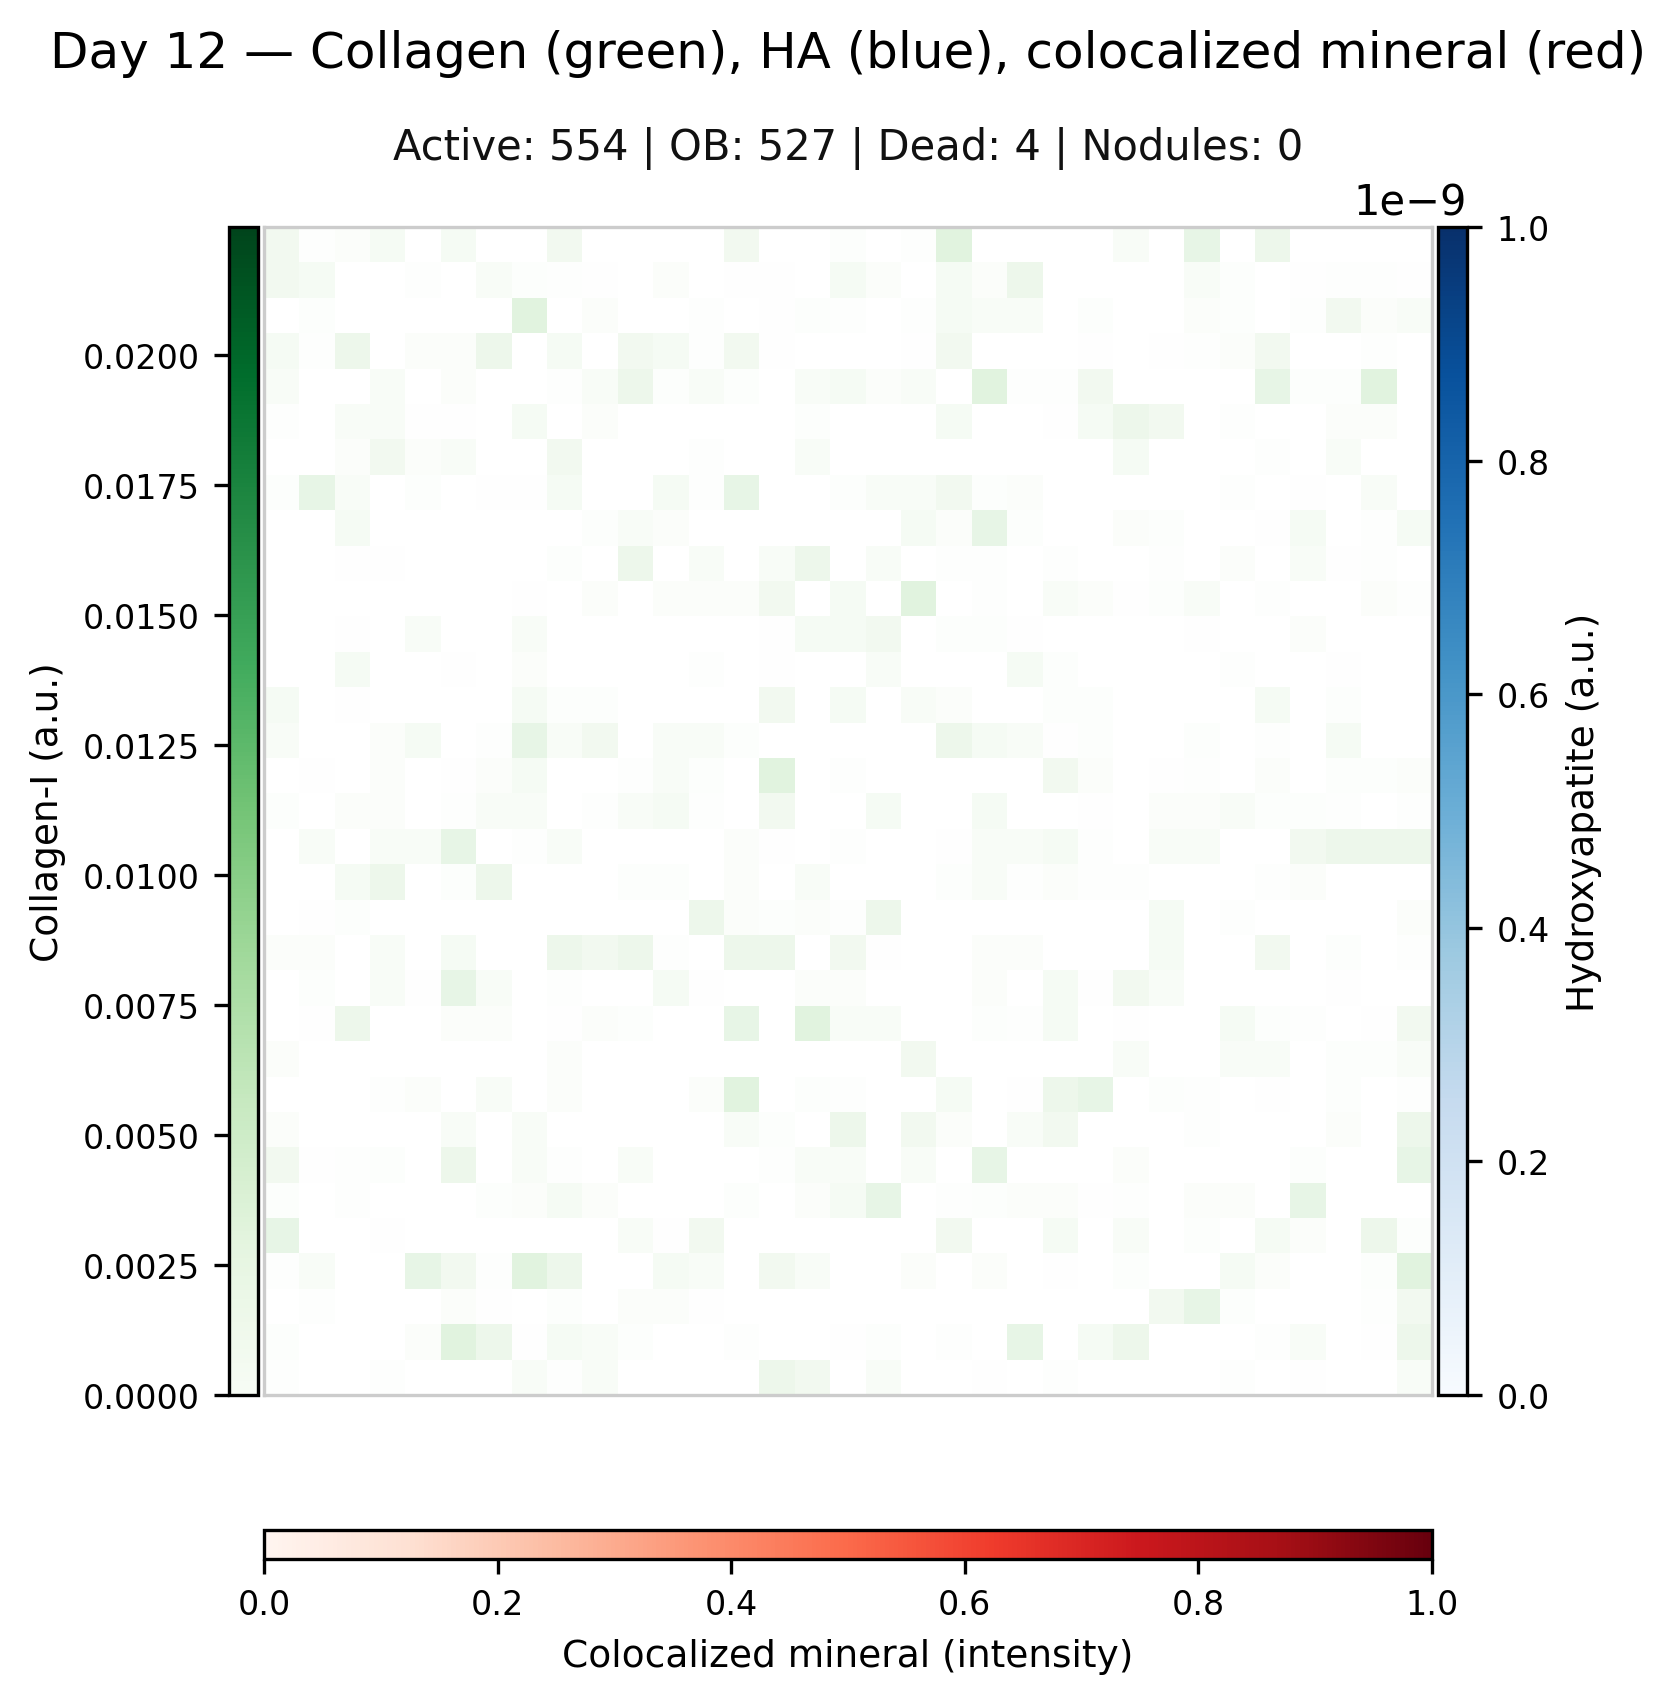 Day 12 — Collagen (green), HA (blue), colocalized mineral (red)
Active: 554 | OB: 527 | Dead: 4 | Nodules: 0
1e−9
0.0200
0.0175
0.0150
0.0125
0.0100
0.0075
0.0050
0.0025
0.0000
Collagen-I (a.u.)
1.0
0.8
0.6
0.4
0.2
0.0
Hydroxyapatite (a.u.)
0.0 0.2 0.4 0.6 0.8 1.0
Colocalized mineral (intensity)